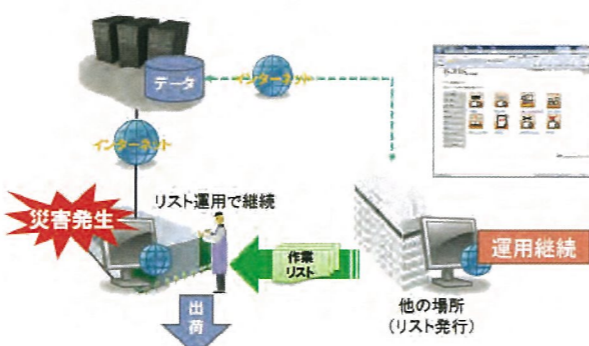 データ
インターネット
インターネット
災害発生
リスト運用で継続
作業
リスト
運用継続
出荷
他の場所
(リスト発行)